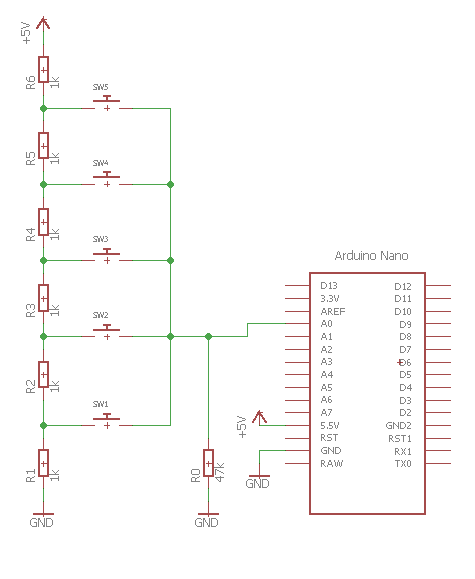 +5V
R6
1k
SW5
R5
1k
SW4
R4
1k
SW3
R3
1k
SW2
R2
1k
SW1
R1
1k
GND
R0
47k
GND
Arduino Nano
D13
3.3V
AREF
A0
A1
A2
A3
A4
A5
A6
A7
5.5V
RST
GND
RAW
D12
D11
D10
D9
D8
D7
D6
D5
D4
D3
D2
GND2
RST1
RX1
TX0
+5V
GND